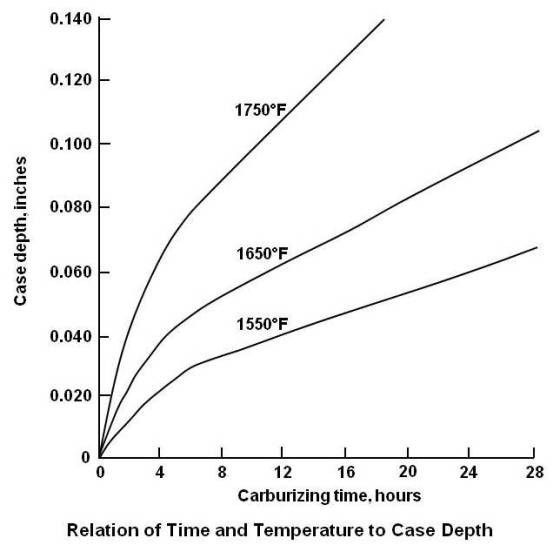 0.140
0.120
0.100
0.080
0.060
0.040
0.020
0
Case depth, inches
1750°F
1650°F
1550°F
0 4 8 12 16 20 24 28
Carburizing time, hours
Relation of Time and Temperature to Case Depth